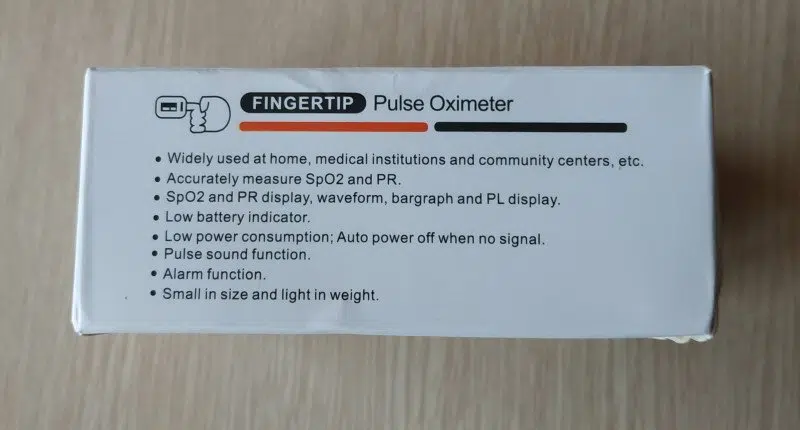 FINGERTIP Pulse Oximeter
• Widely used at home, medical institutions and community centers, etc.
• Accurately measure SpO2 and PR.
• SpO2 and PR display, waveform, bargraph and PL display.
• Low battery indicator.
• Low power consumption; Auto power off when no signal.
• Pulse sound function.
• Alarm function.
• Small in size and light in weight.